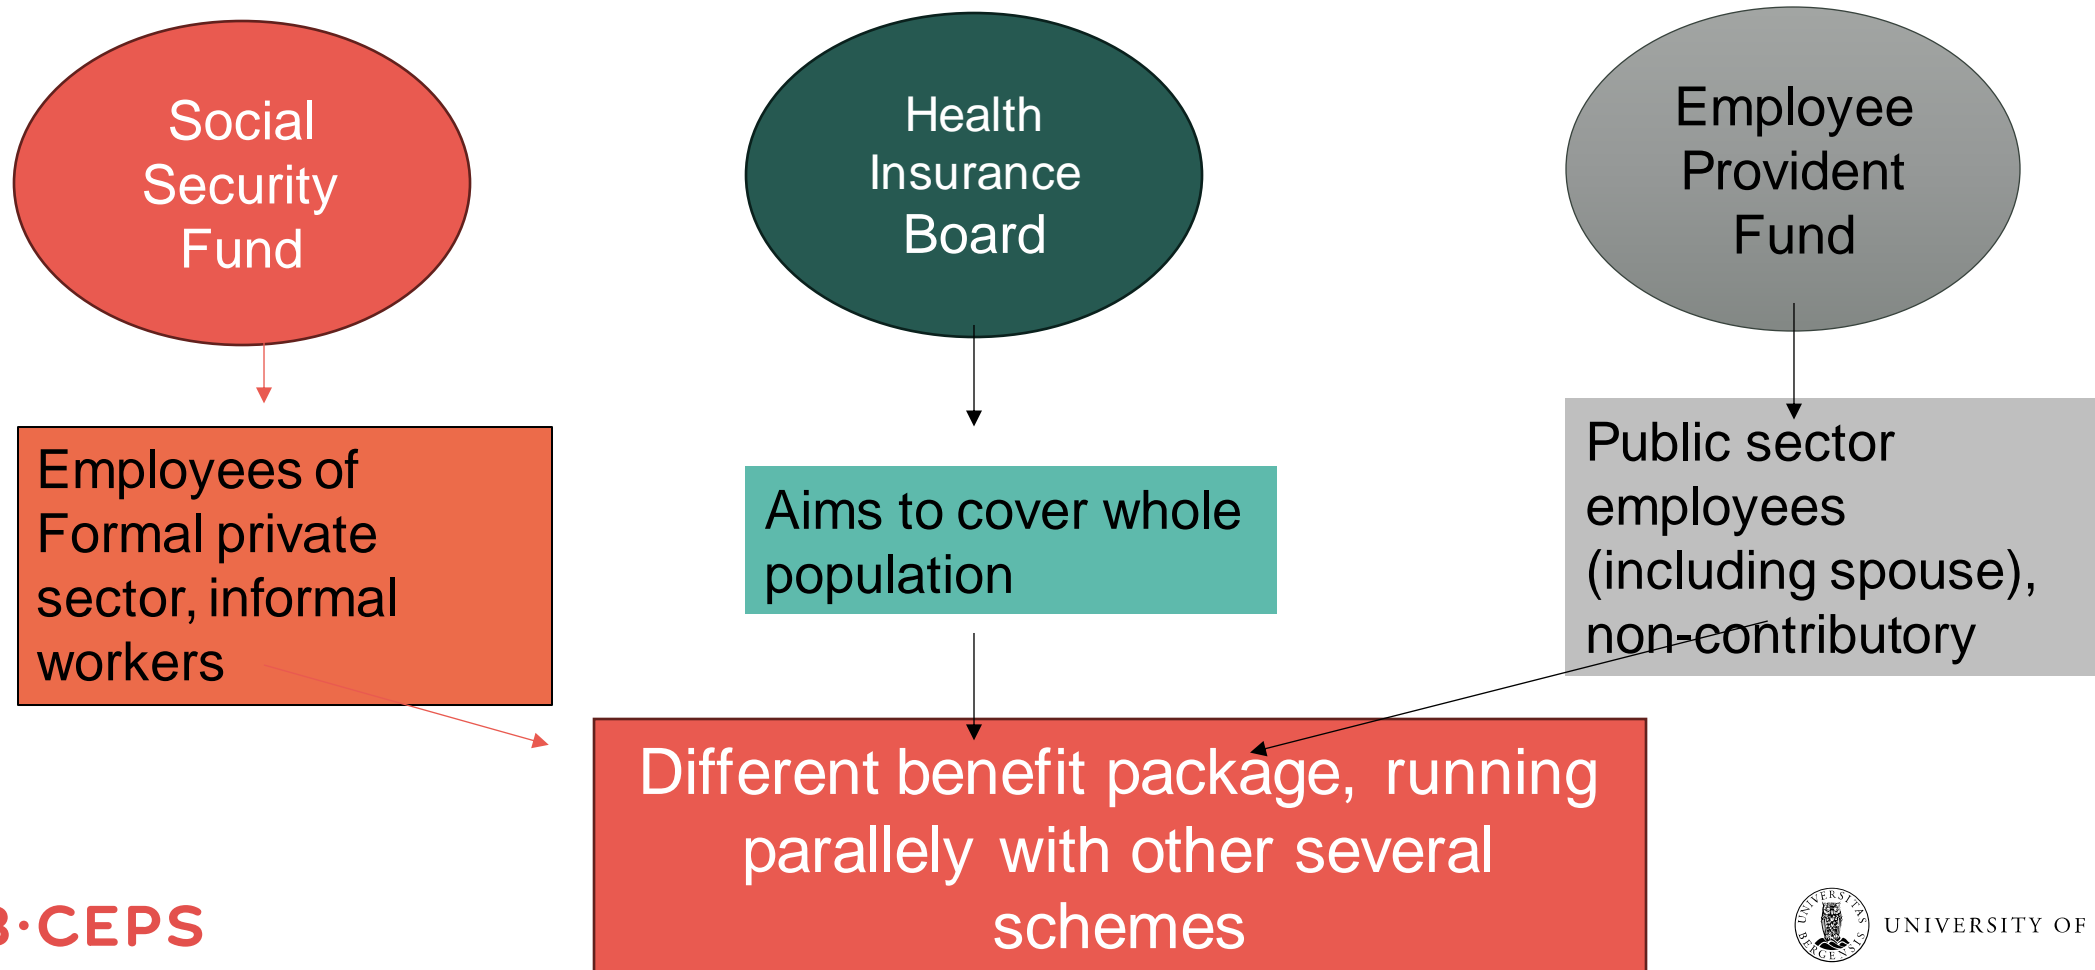 Social
Security
Fund
Health
Insurance
Board
Employee
Provident
Fund
Employees of
Formal private
sector, informal
workers
Aims to cover whole
population
Public sector
employees
(including spouse),
non-contributory
Different benefit package, running
parallely with other several
schemes
·CEPS
UNIVERSITAS
BERGENSIS
UNIVERSITY OF